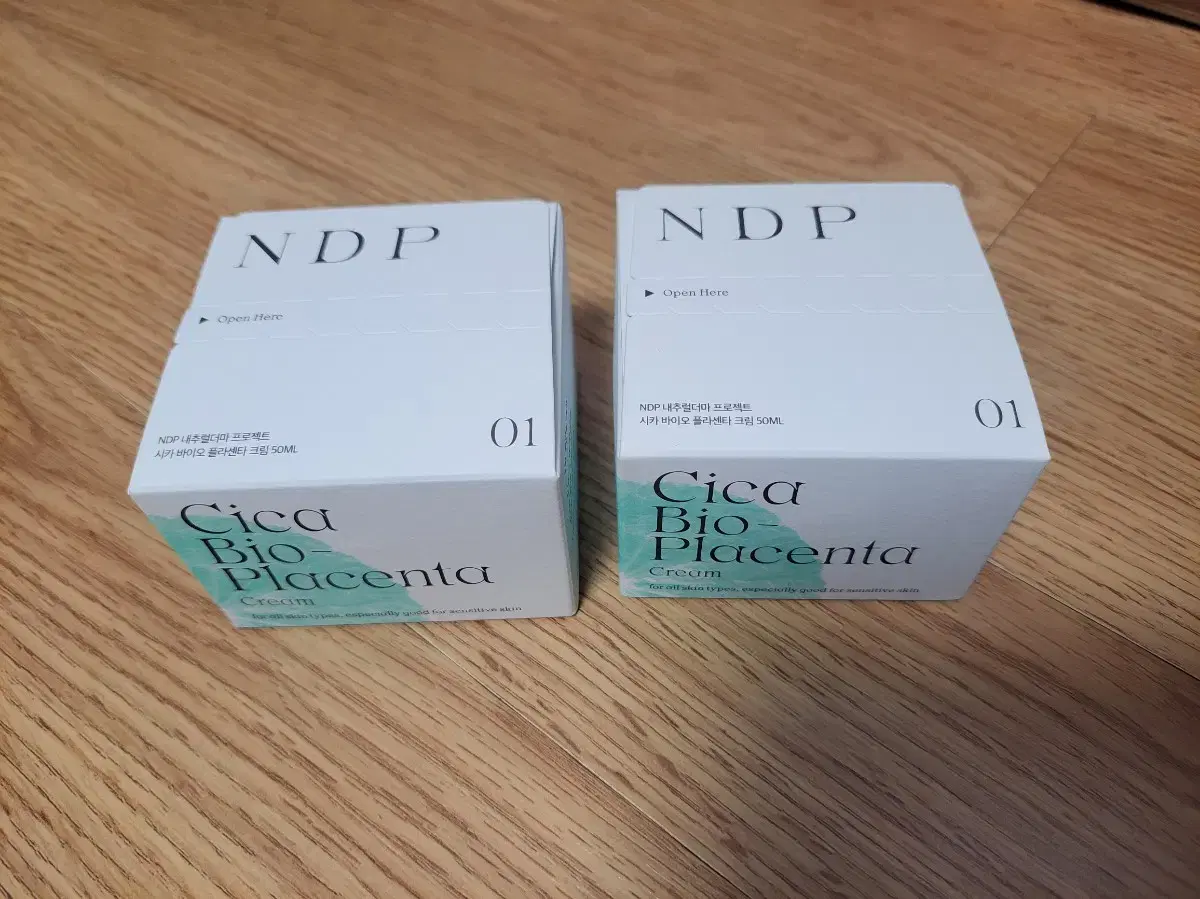 NDP
▶ Open Here
NDP 내추럴더마 프로젝트
시카 바이오 플라센타 크림 50ML
01
Cica
Bio-
Placenta
Cream
for all skin types, especially good for sensitive skin
NDP
▶ Open Here
NDP 내추럴더마 프로젝트
시카 바이오 플라센타 크림 50ML
01
Cica
Bio-
Placenta
Cream
for all skin types, especially good for sensitive skin